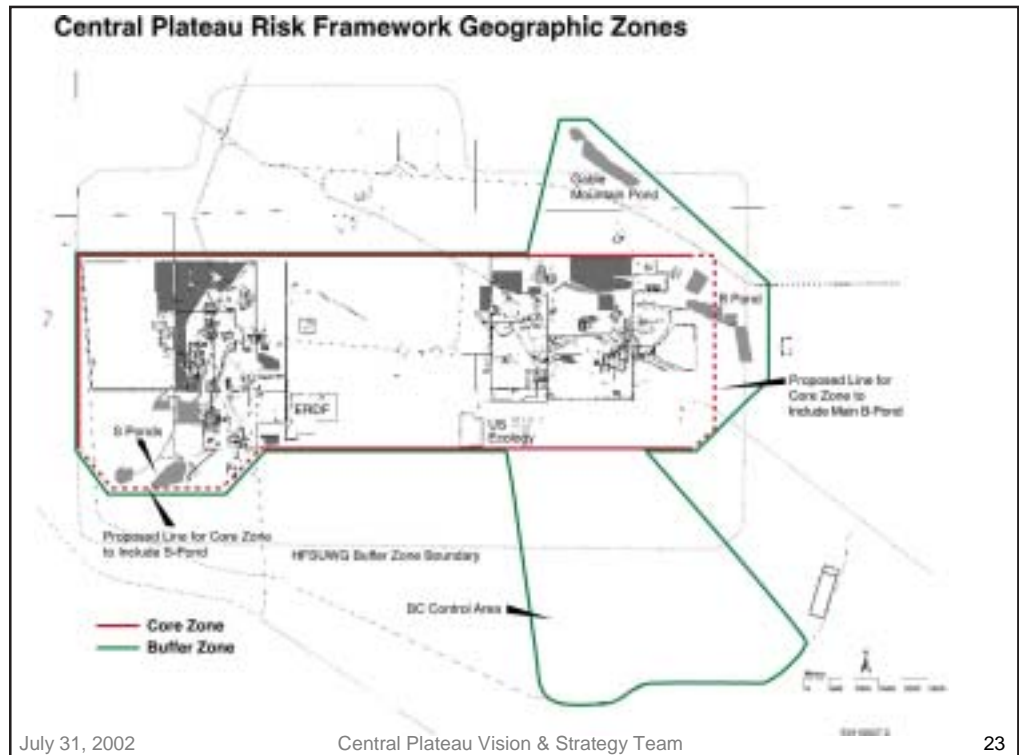 Central Plateau Risk Framework Geographic Zones
Gable
Mountain Pond
B Pond
Proposed Line for
Core Zone to
Include Main B-Pond
ERDF
US
Ecology
S Ponds
Proposed Line for Core Zone
to Include S-Pond
HFSUWG Buffer Zone Boundary
BC Control Area
Core Zone
Buffer Zone
July 31, 2002
Central Plateau Vision & Strategy Team
23